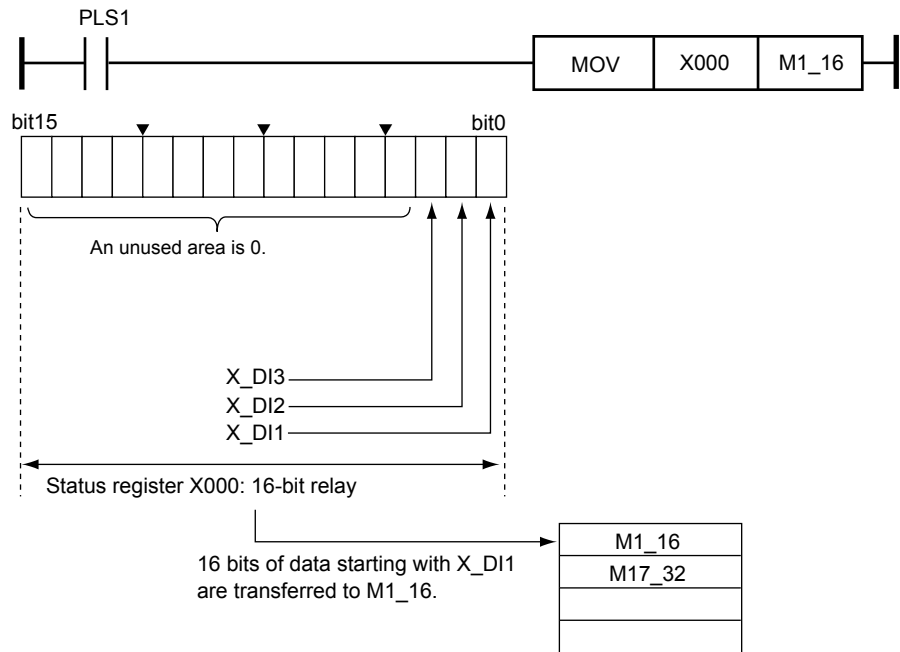 PLS1
MOV X000 M1_16
bit15 bit0
An unused area is 0.
X_DI3
X_DI2
X_DI1
Status register X000: 16-bit relay
16 bits of data starting with X_DI1
are transferred to M1_16.
M1_16
M17_32